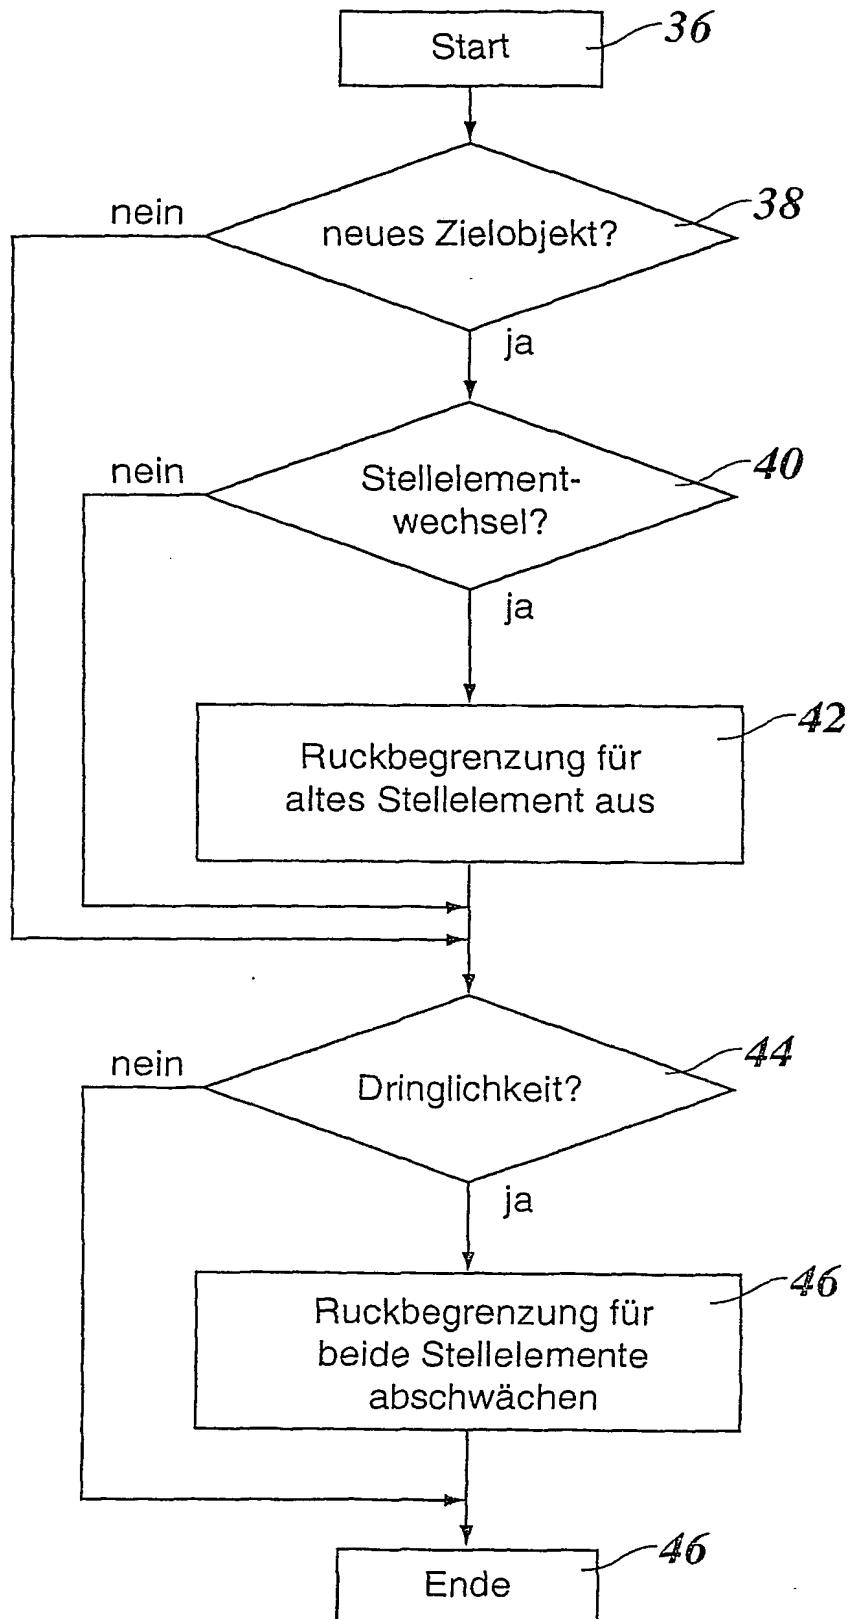 Start
36
nein
neues Zielobjekt?
38
ja
nein
Stellelement-
wechsel?
40
ja
Ruckbegrenzung für
altes Stellelement aus
42
nein
Dringlichkeit?
44
ja
Ruckbegrenzung für
beide Stellelemente
abschwächen
46
Ende
46